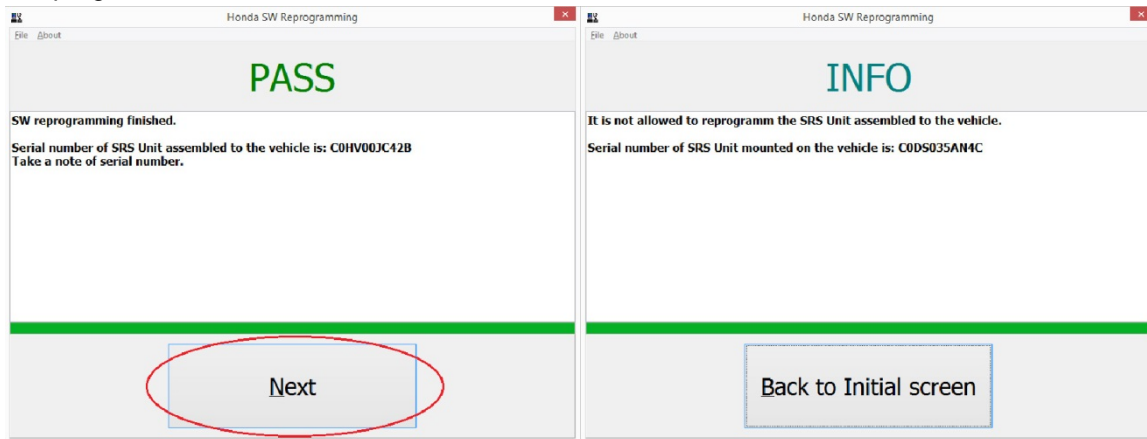 Honda SW Reprogramming
File About
PASS
SW reprogramming finished.
Serial number of SRS Unit assembled to the vehicle is: C0HV00JC42B
Take a note of serial number.
Next
Honda SW Reprogramming
File About
INFO
It is not allowed to reprogramm the SRS Unit assembled to the vehicle.
Serial number of SRS Unit mounted on the vehicle is: C0DS035AN4C
Back to Initial screen